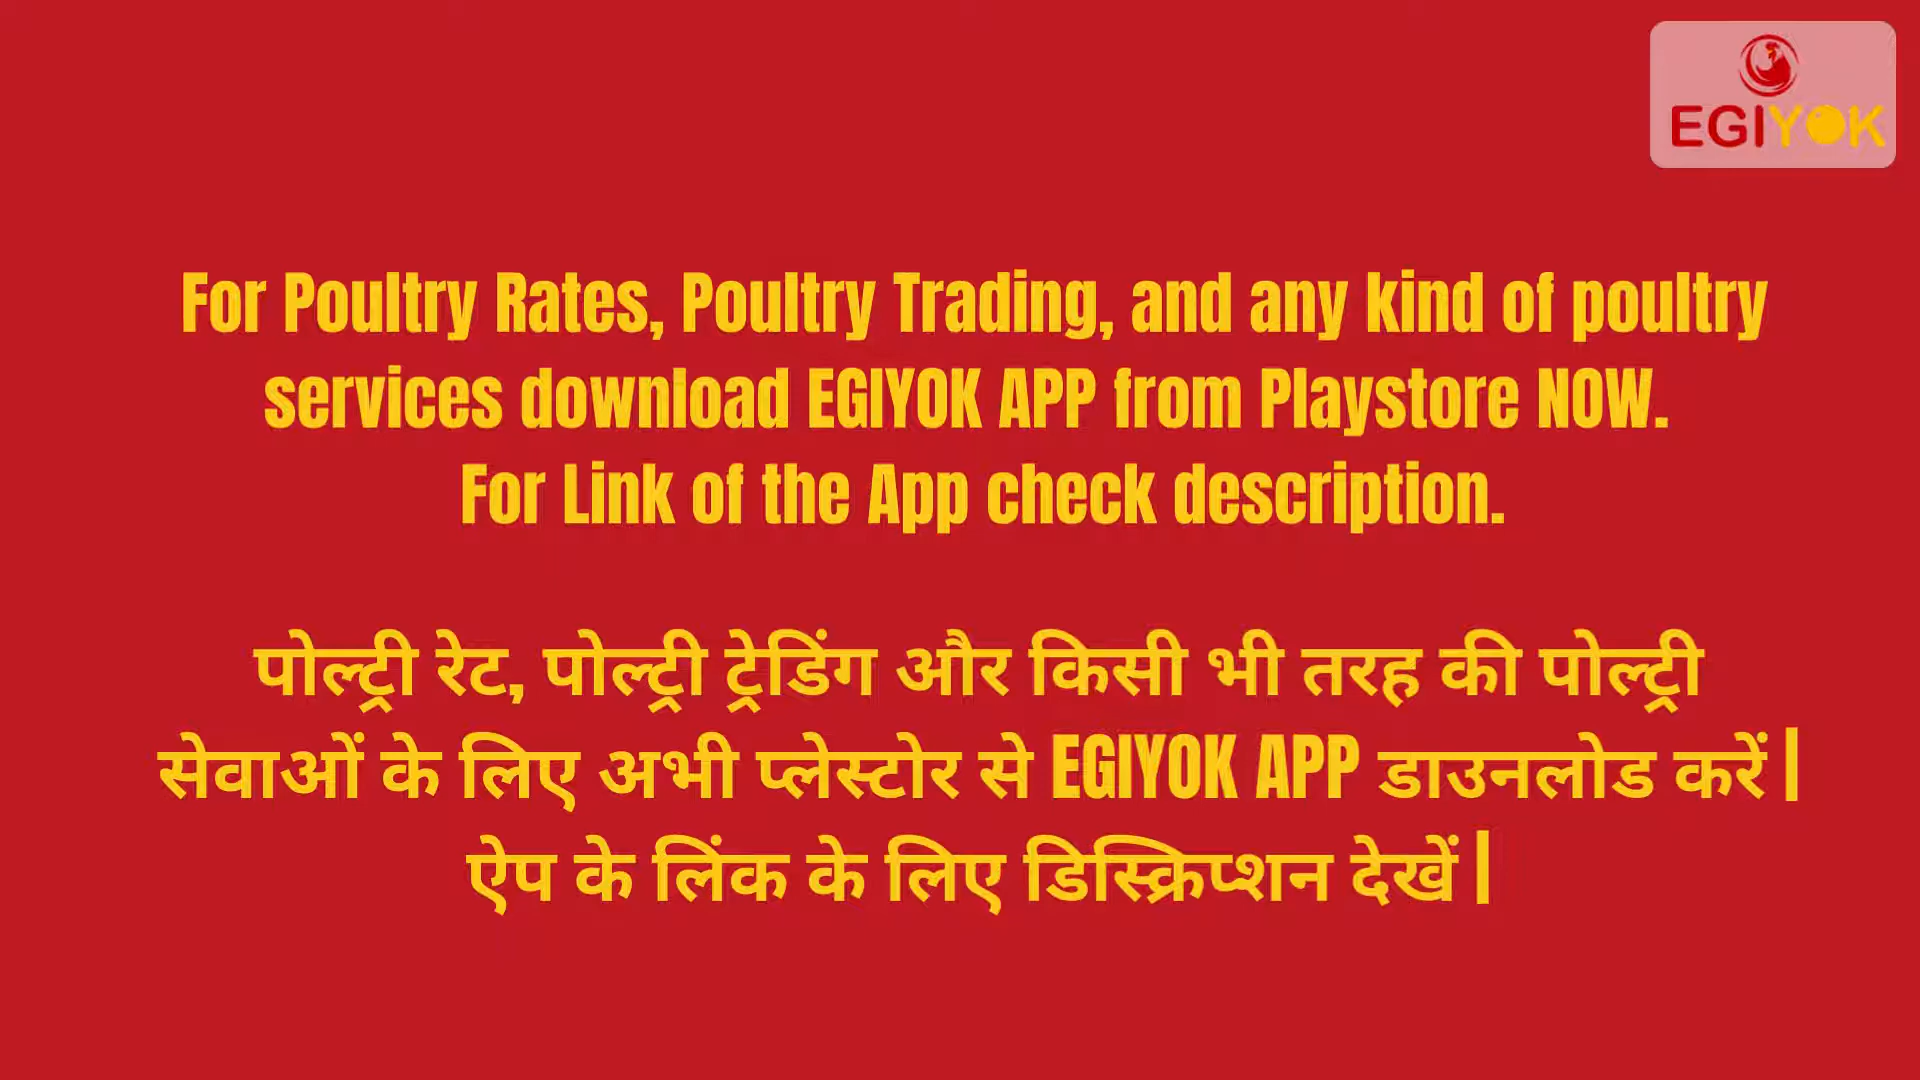 EGIYOK
For Poultry Rates, Poultry Trading, and any kind of poultry
services download EGIYOK APP from Playstore NOW.
For Link of the App check description.
पोल्ट्री रेट, पोल्ट्री ट्रेडिंग और किसी भी तरह की पोल्ट्री
सेवाओं के लिए अभी प्लेस्टोर से EGIYOK APP डाउनलोड करें |
ऐप के लिंक के लिए डिस्क्रिप्शन देखें |